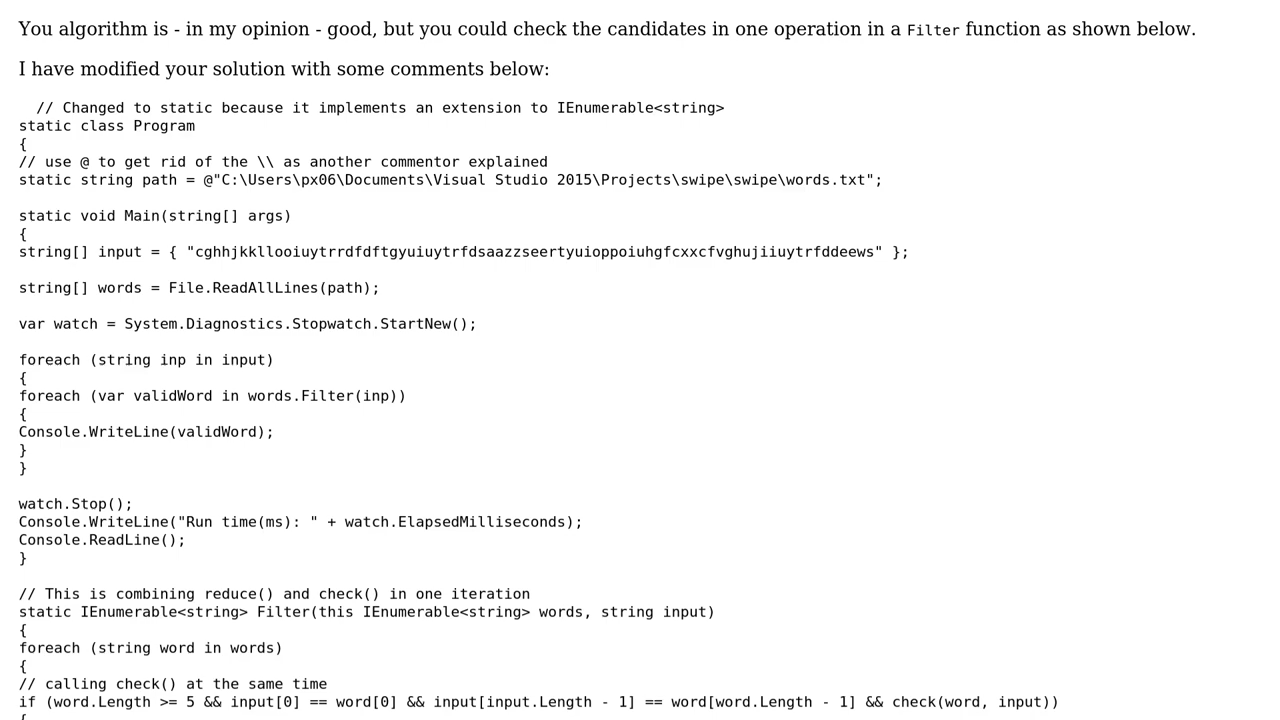 You algorithm is - in my opinion - good, but you could check the candidates in one operation in a Filter function as shown below.
I have modified your solution with some comments below:
// Changed to static because it implements an extension to IEnumerable<string>
static class Program
{
// use @ to get rid of the \\ as another commentor explained
static string path = @"C:\Users\px06\Documents\Visual Studio 2015\Projects\swipe\swipe\words.txt";
static void Main(string[] args)
{
string[] input = { "cghhjkkllooiuytrrdfdftgyuiuytrfdsaazzseertyuioppoiuhgfcxxcfvghujiiuytrfddeews" };
string[] words = File.ReadAllLines(path);
var watch = System.Diagnostics.Stopwatch.StartNew();
foreach (string inp in input)
{
foreach (var validWord in words.Filter(inp))
{
Console.WriteLine(validWord);
}
}
watch.Stop();
Console.WriteLine("Run time(ms): " + watch.ElapsedMilliseconds);
Console.ReadLine();
}
// This is combining reduce() and check() in one iteration
static IEnumerable<string> Filter(this IEnumerable<string> words, string input)
{
foreach (string word in words)
{
// calling check() at the same time
if (word.Length >= 5 && input[0] == word[0] && input[input.Length - 1] == word[word.Length - 1] && check(word, input))
{